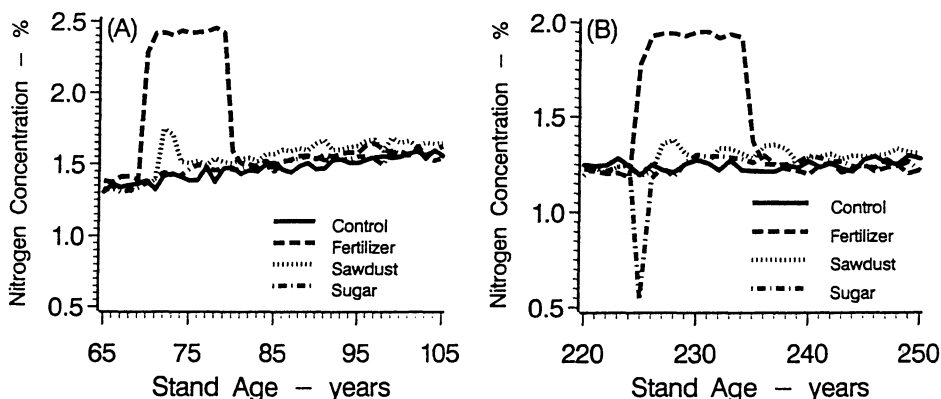 (A)
Nitrogen Concentration – %
2.5
2.0
1.5
1.0
0.5
Control
Fertilizer
Sawdust
Sugar
65 75 85 95 105
Stand Age – years
(B)
Nitrogen Concentration – %
2.0
1.5
1.0
0.5
Control
Fertilizer
Sawdust
Sugar
220 230 240 250
Stand Age – years